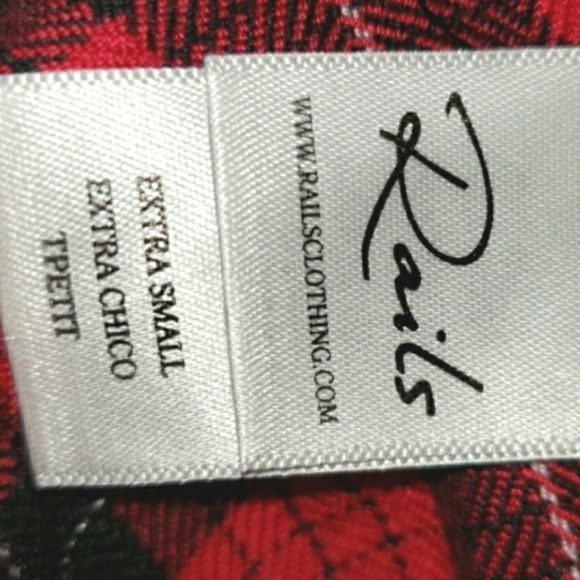 Rails
WWW.RAILSCLOTHING.COM
EXTRA SMALL
EXTRA CHICO
TPETIT